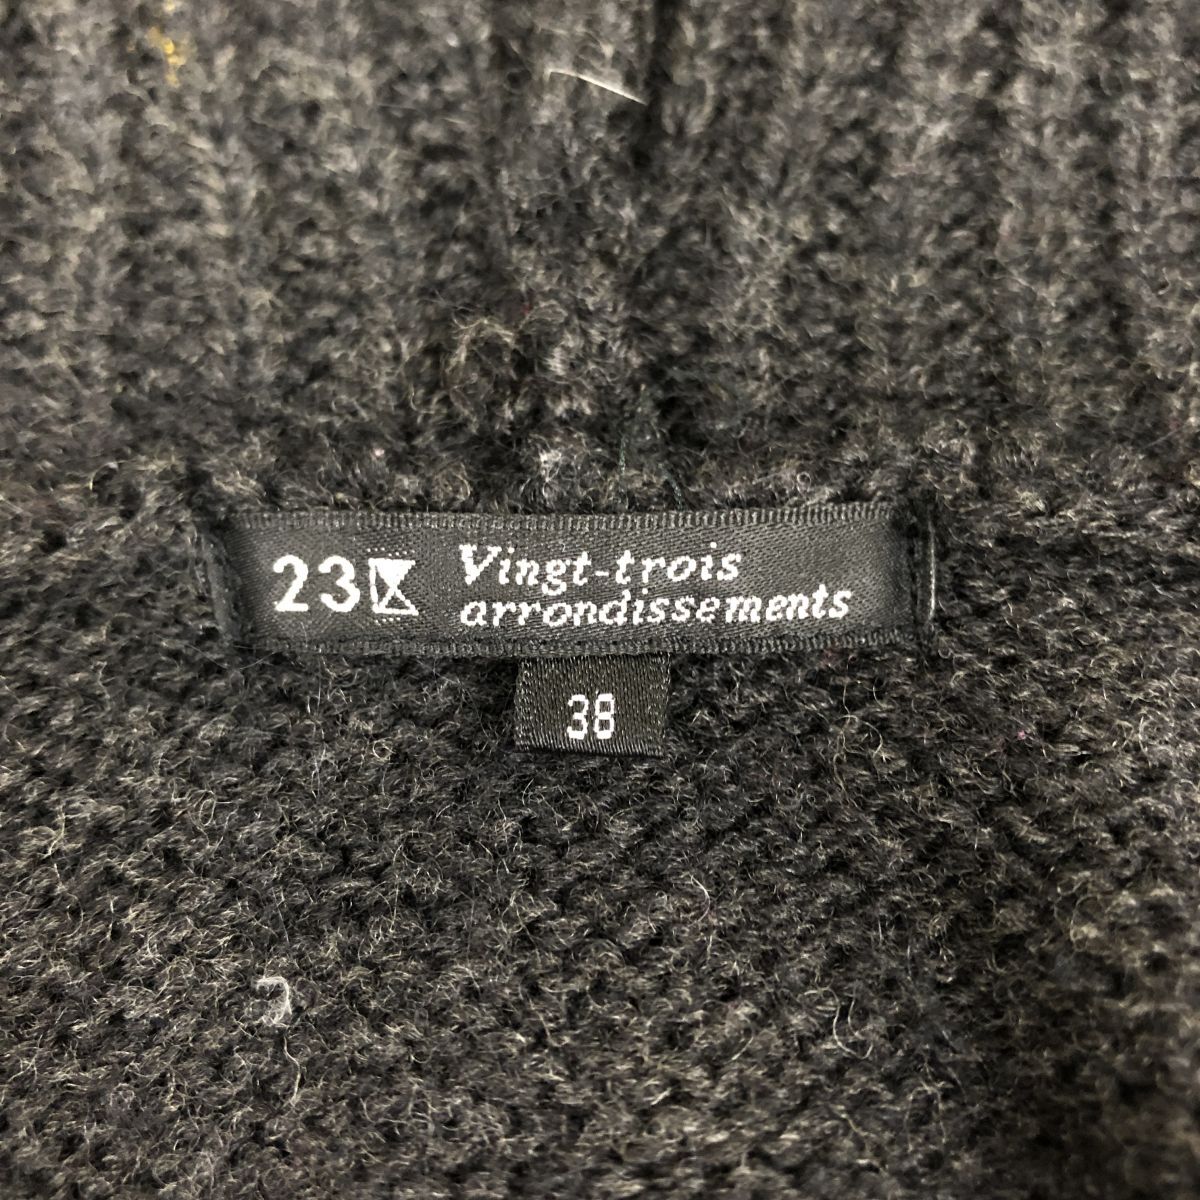 23区 Vingt-trois
arrondissements
38